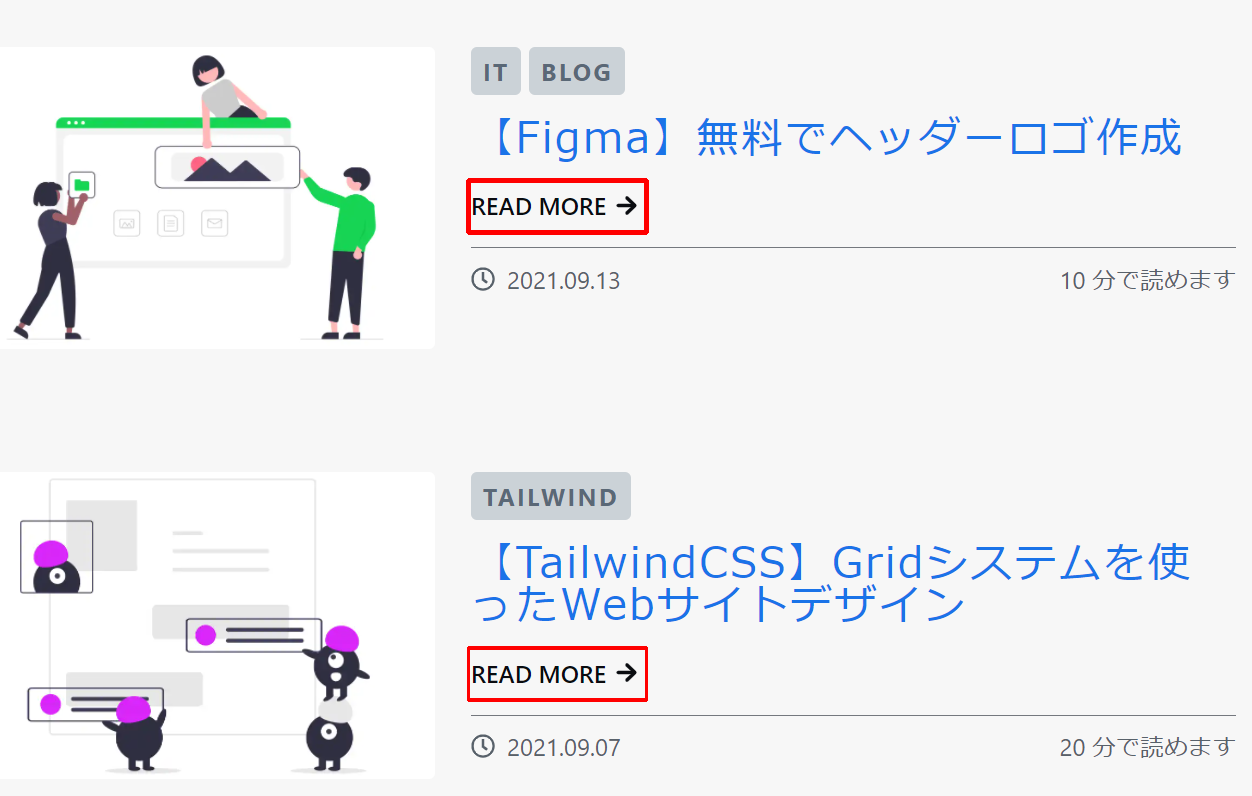 IT BLOG
【Figma】無料でヘッダーロゴ作成
READ MORE →
2021.09.13 10 分で読めます
TAILWIND
【TailwindCSS】Gridシステムを使
ったWebサイトデザイン
READ MORE →
2021.09.07 20 分で読めます